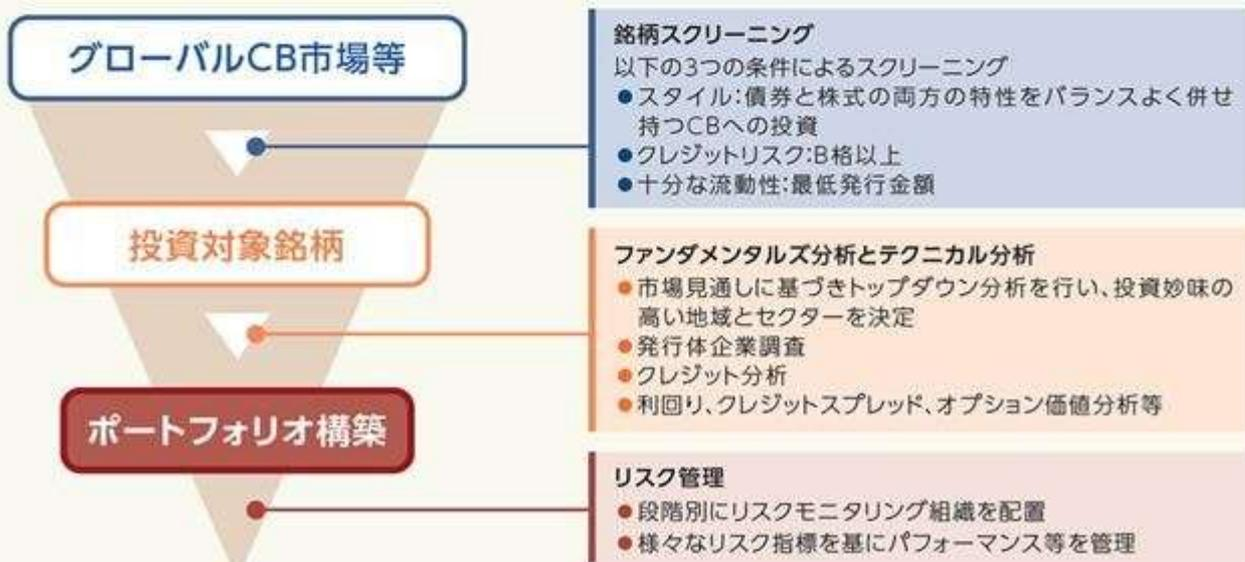 グローバルCB市場等
銘柄スクリーニング
以下の3つの条件によるスクリーニング
●スタイル:債券と株式の両方の特性をバランスよく併せ
持つCBへの投資
●クレジットリスク:B格以上
●十分な流動性:最低発行金額
投資対象銘柄
ファンダメンタルズ分析とテクニカル分析
●市場見通しに基づきトップダウン分析を行い、投資妙味の
高い地域とセクターを決定
●発行体企業調査
●クレジット分析
●利回り、クレジットスプレッド、オプション価値分析等
ポートフォリオ構築
リスク管理
●段階別にリスクモニタリング組織を配置
●様々なリスク指標を基にパフォーマンス等を管理